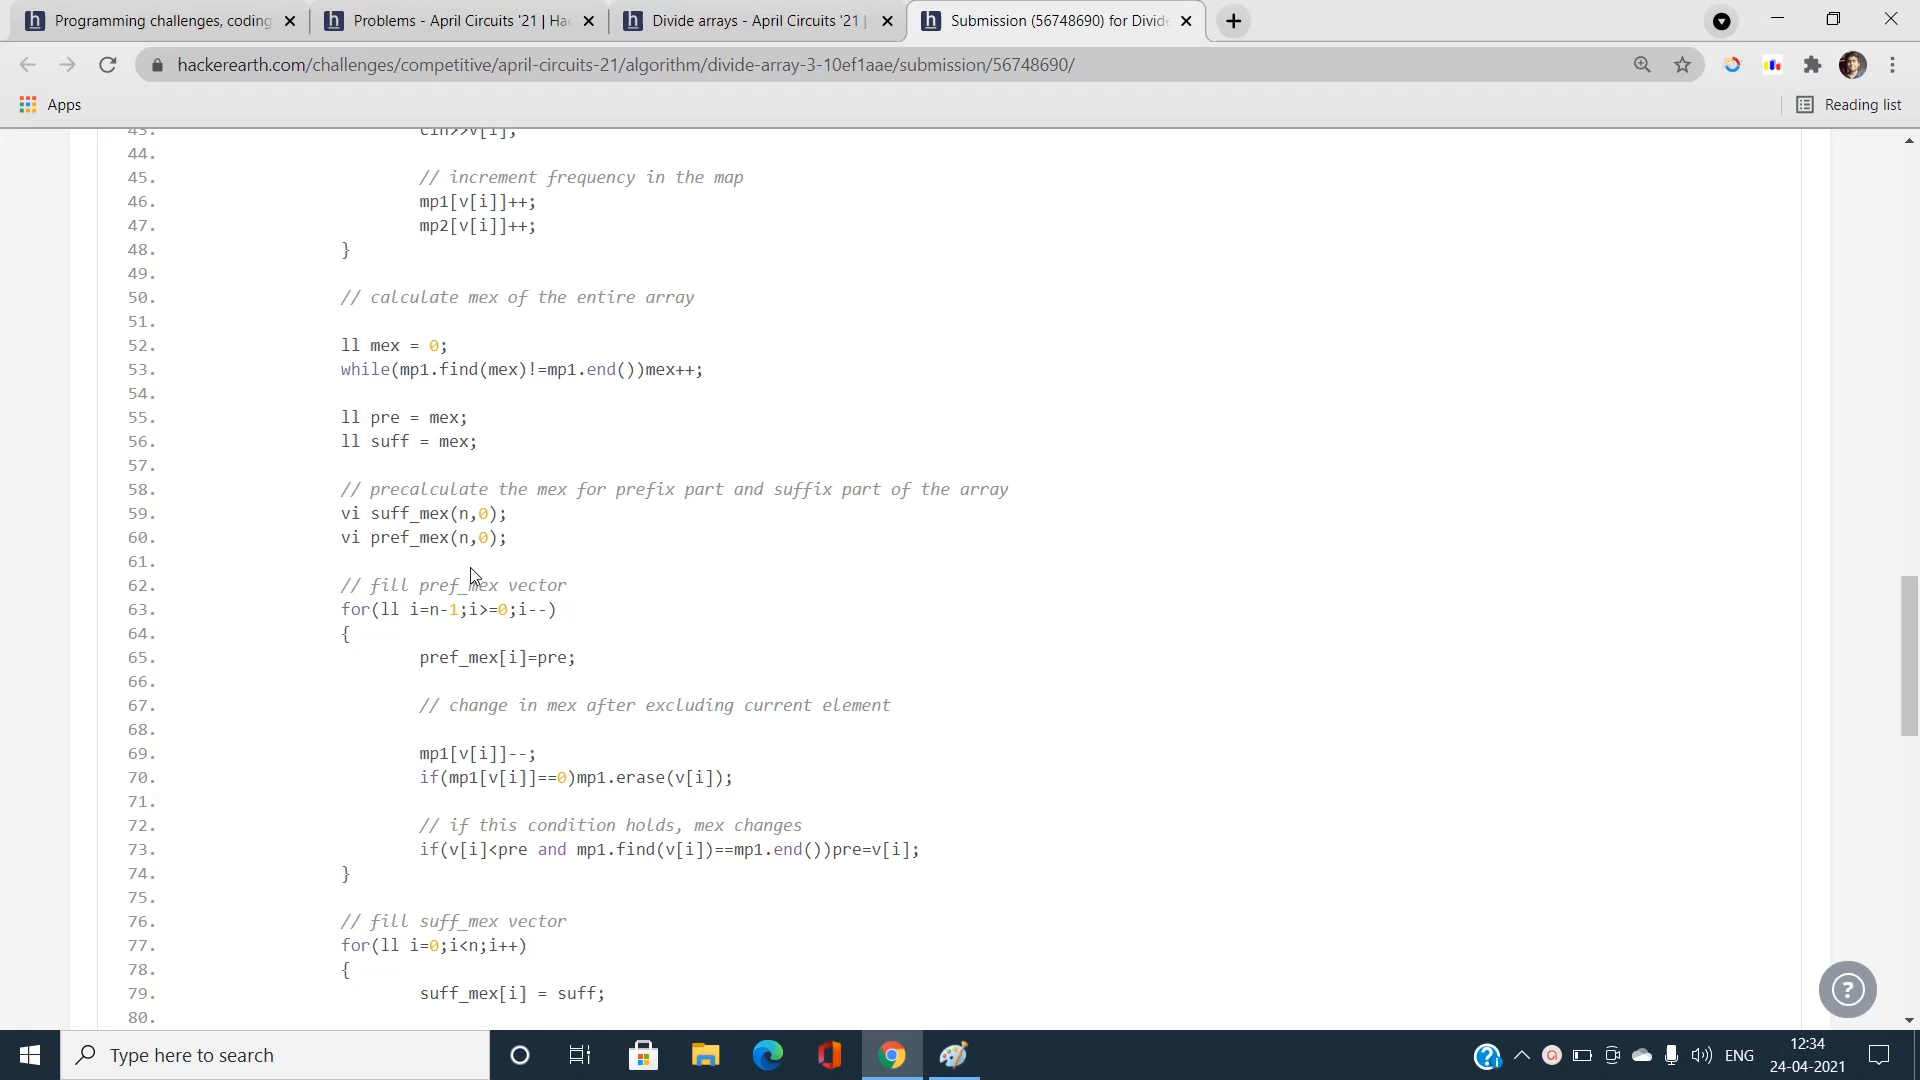 Programming challenges, coding
Problems - April Circuits '21 | Hac
Divide arrays - April Circuits '21 |
Submission (56748690) for Divide
hackerearth.com/challenges/competitive/april-circuits-21/algorithm/divide-array-3-10ef1aae/submission/56748690/
Apps
Reading list
43. cin>>v[i];
44.
45. // increment frequency in the map
46. mp1[v[i]]++;
47. mp2[v[i]]++;
48. }
49.
50. // calculate mex of the entire array
51.
52. ll mex = 0;
53. while(mp1.find(mex)!=mp1.end())mex++;
54.
55. ll pre = mex;
56. ll suff = mex;
57.
58. // precalculate the mex for prefix part and suffix part of the array
59. vi suff_mex(n,0);
60. vi pref_mex(n,0);
61.
62. // fill pref_mex vector
63. for(ll i=n-1;i>=0;i--)
64. {
65. pref_mex[i]=pre;
66.
67. // change in mex after excluding current element
68.
69. mp1[v[i]]--;
70. if(mp1[v[i]]==0)mp1.erase(v[i]);
71.
72. // if this condition holds, mex changes
73. if(v[i]<pre and mp1.find(v[i])==mp1.end())pre=v[i];
74. }
75.
76. // fill suff_mex vector
77. for(ll i=0;i<n;i++)
78. {
79. suff_mex[i] = suff;
80.
Type here to search
ENG
12:34
24-04-2021